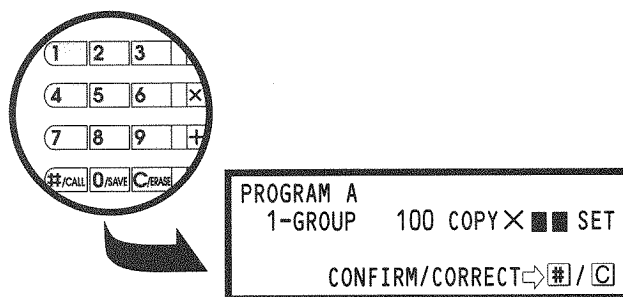 1 2 3
4 5 6 ×
7 8 9 +
#/CALL 0/SAVE C/ERASE
PROGRAM A
1-GROUP 100 COPY × ■■ SET
CONFIRM/CORRECT⇨#/C